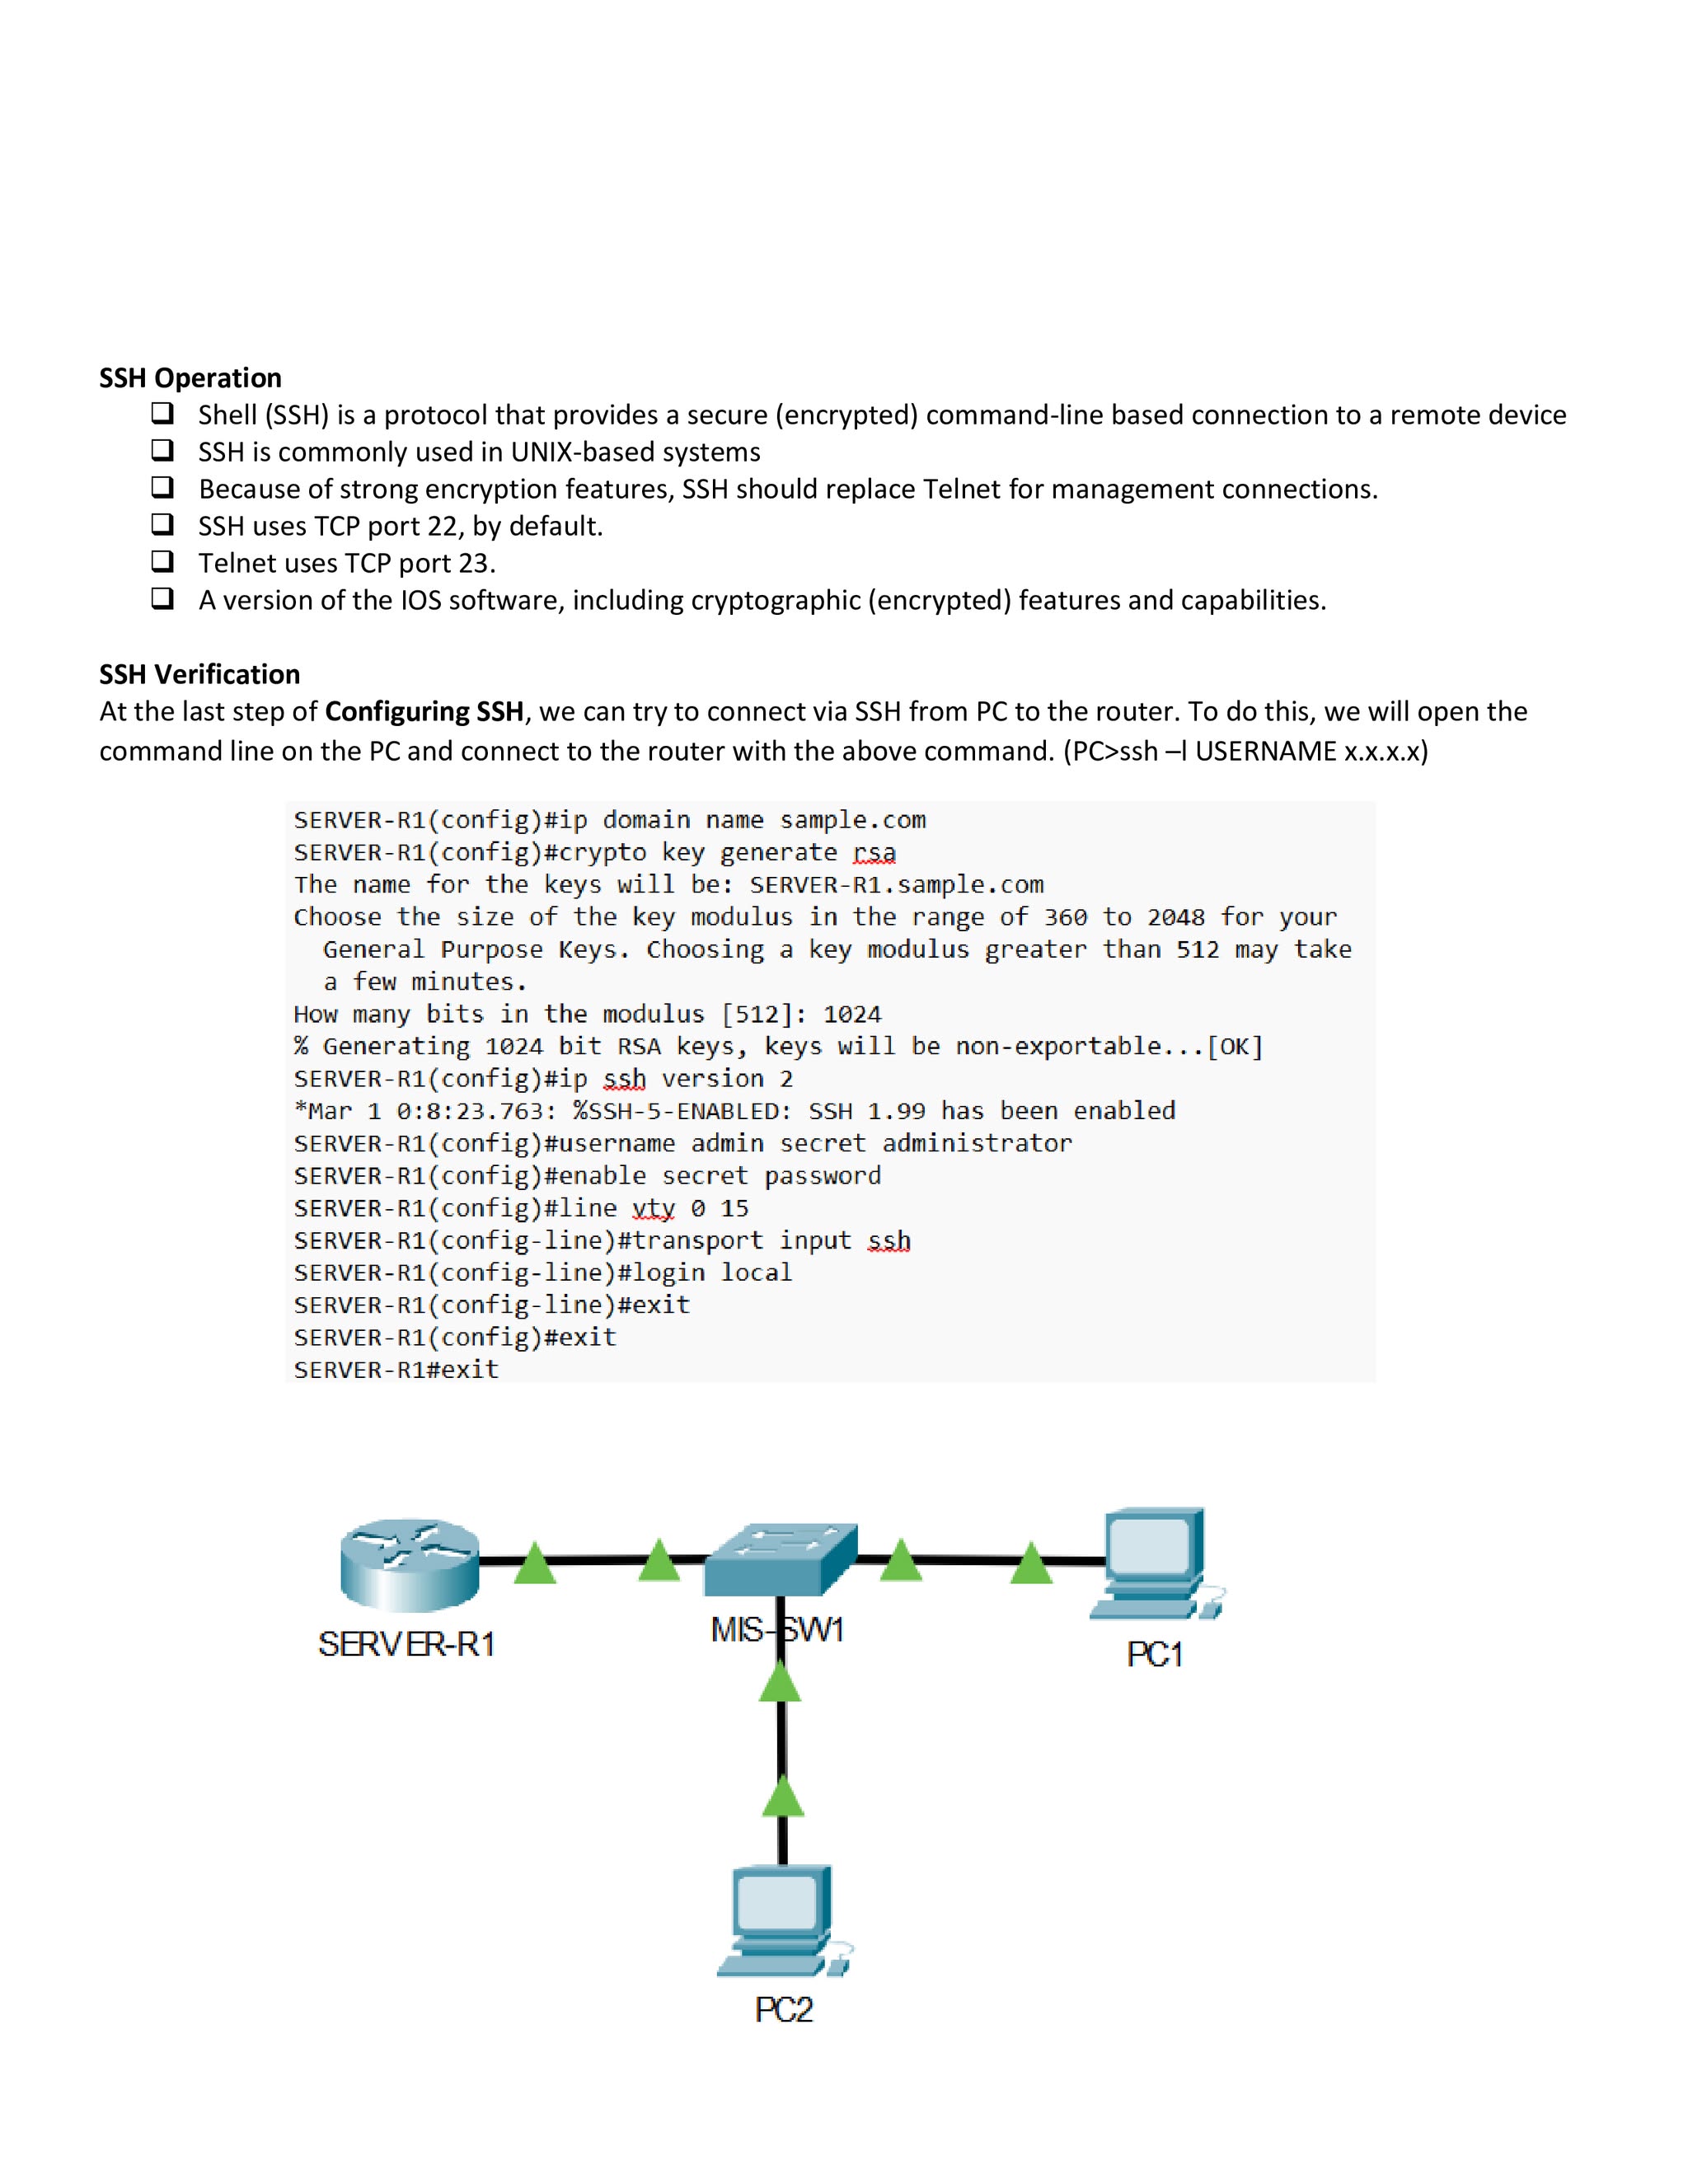 SSH Operation
❑ Shell (SSH) is a protocol that provides a secure (encrypted) command-line based connection to a remote device
❑ SSH is commonly used in UNIX-based systems
❑ Because of strong encryption features, SSH should replace Telnet for management connections.
❑ SSH uses TCP port 22, by default.
❑ Telnet uses TCP port 23.
❑ A version of the IOS software, including cryptographic (encrypted) features and capabilities.
SSH Verification
At the last step of Configuring SSH, we can try to connect via SSH from PC to the router. To do this, we will open the
command line on the PC and connect to the router with the above command. (PC>ssh –l USERNAME x.x.x.x)
SERVER-R1(config)#ip domain name sample.com
SERVER-R1(config)#crypto key generate rsa
The name for the keys will be: SERVER-R1.sample.com
Choose the size of the key modulus in the range of 360 to 2048 for your
General Purpose Keys. Choosing a key modulus greater than 512 may take
a few minutes.
How many bits in the modulus [512]: 1024
% Generating 1024 bit RSA keys, keys will be non-exportable...[OK]
SERVER-R1(config)#ip ssh version 2
*Mar 1 0:8:23.763: %SSH-5-ENABLED: SSH 1.99 has been enabled
SERVER-R1(config)#username admin secret administrator
SERVER-R1(config)#enable secret password
SERVER-R1(config)#line vty 0 15
SERVER-R1(config-line)#transport input ssh
SERVER-R1(config-line)#login local
SERVER-R1(config-line)#exit
SERVER-R1(config)#exit
SERVER-R1#exit
SERVER-R1
MIS-SW1
PC1
PC2